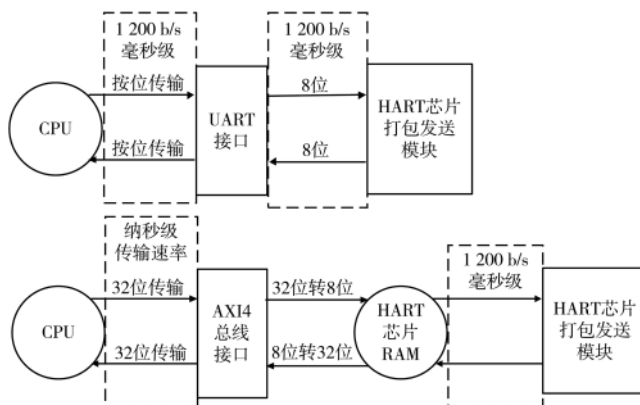 1 200 b/s
毫秒级
1 200 b/s
毫秒级
按位传输
8位
CPU
UART
接口
HART芯片
打包发送
模块
按位传输
8位
纳秒级
传输速率
1 200 b/s
毫秒级
32位传输
32位转8位
CPU
AXI4
总线
接口
HART
芯片
RAM
HART芯片
打包发送
模块
32位传输
8位转32位